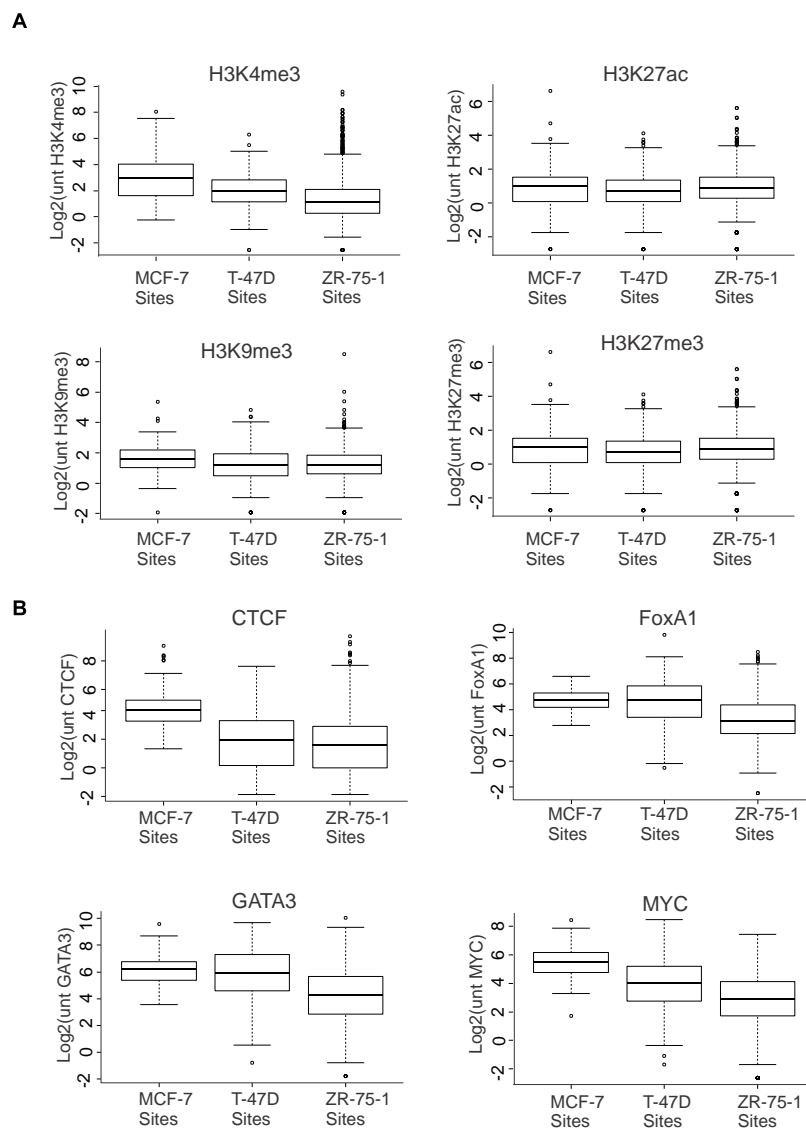 A
H3K4me3
Log2(unt H3K4me3)
10
8
6
4
2
0
-2
MCF-7
Sites
T-47D
Sites
ZR-75-1
Sites
H3K27ac
Log2(unt H3K27ac)
6
4
2
0
-2
MCF-7
Sites
T-47D
Sites
ZR-75-1
Sites
H3K9me3
Log2(unt H3K9me3)
8
6
4
2
0
-2
MCF-7
Sites
T-47D
Sites
ZR-75-1
Sites
H3K27me3
Log2(unt H3K27me3)
6
4
2
0
-2
MCF-7
Sites
T-47D
Sites
ZR-75-1
Sites
B
CTCF
Log2(unt CTCF)
8
6
4
2
0
-2
MCF-7
Sites
T-47D
Sites
ZR-75-1
Sites
FoxA1
Log2(unt FoxA1)
10
8
6
4
2
0
-2
MCF-7
Sites
T-47D
Sites
ZR-75-1
Sites
GATA3
Log2(unt GATA3)
10
8
6
4
2
0
-2
MCF-7
Sites
T-47D
Sites
ZR-75-1
Sites
MYC
Log2(unt MYC)
8
6
4
2
0
-2
MCF-7
Sites
T-47D
Sites
ZR-75-1
Sites